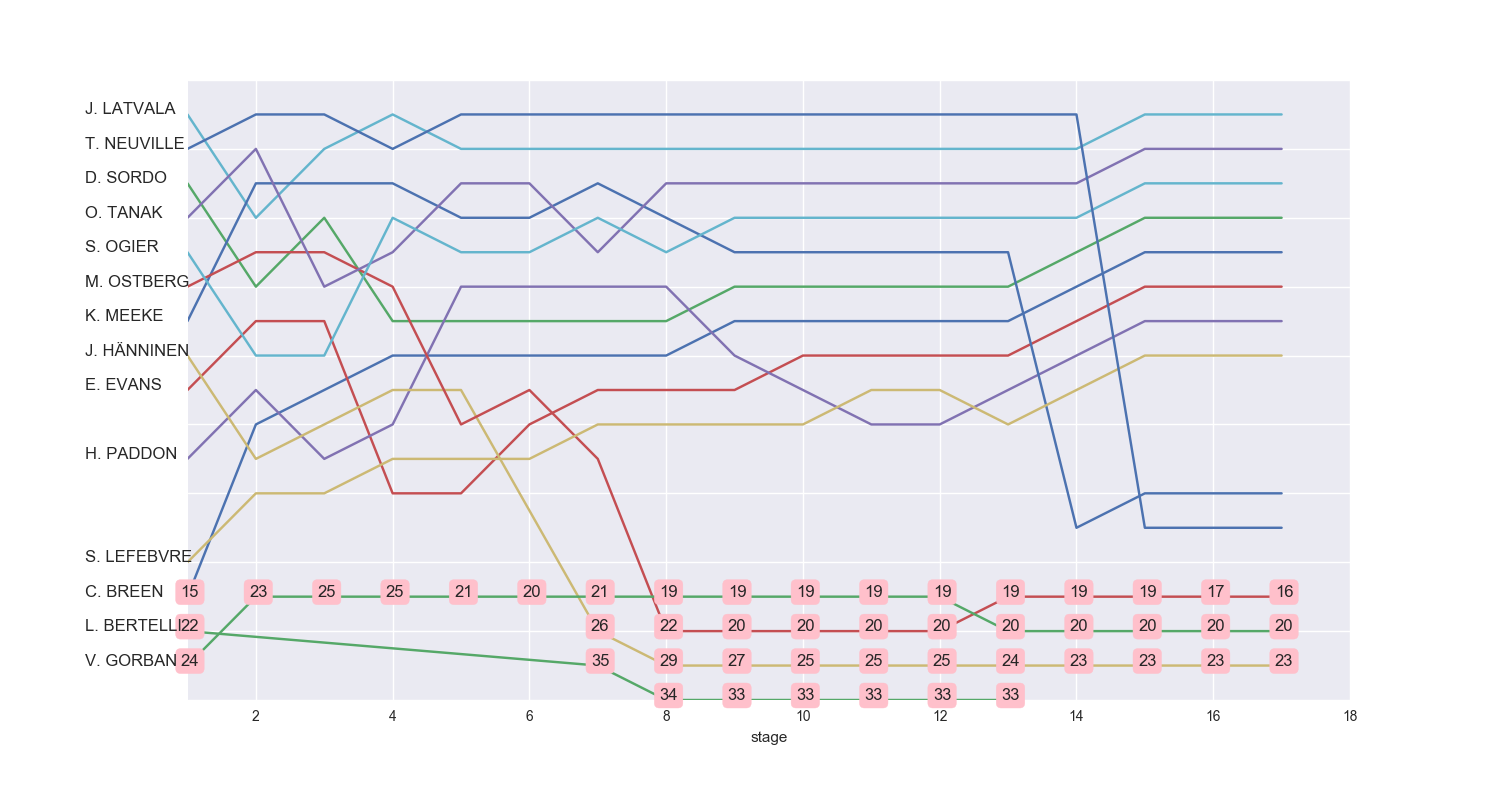 J. LATVALA
T. NEUVILLE
D. SORDO
O. TANAK
S. OGIER
M. OSTBERG
K. MEEKE
J. HÄNNINEN
E. EVANS
H. PADDON
S. LEFEBVRE
C. BREEN 15 23 25 25 21 20 21 19 19 19 19 19 19 19 19 17 16
L. BERTELLI 22 26 22 20 20 20 20 20 20 20 20 20
V. GORBAN 24 35 29 27 25 25 25 24 23 23 23 23
34 33 33 33 33 33
2 4 6 8 10 12 14 16 18
stage